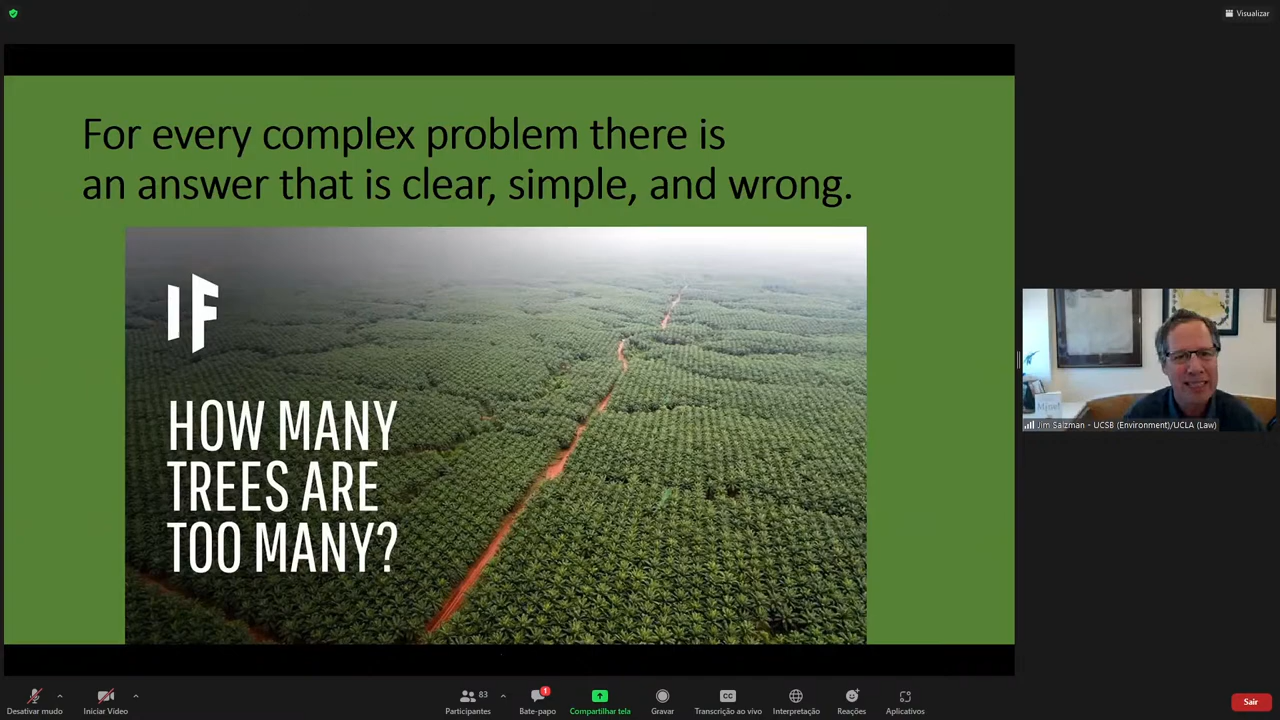 Visualizar
For every complex problem there is
an answer that is clear, simple, and wrong.
IF
HOW MANY
TREES ARE
TOO MANY?
Jim Salzman - UCSB (Environment)/UCLA (Law)
Desativar mudo
Iniciar Vídeo
83
Participantes
1
Bate-papo
Compartilhar tela
Gravar
CC
Transcrição ao vivo
Interpretação
Reações
Aplicativos
Sair